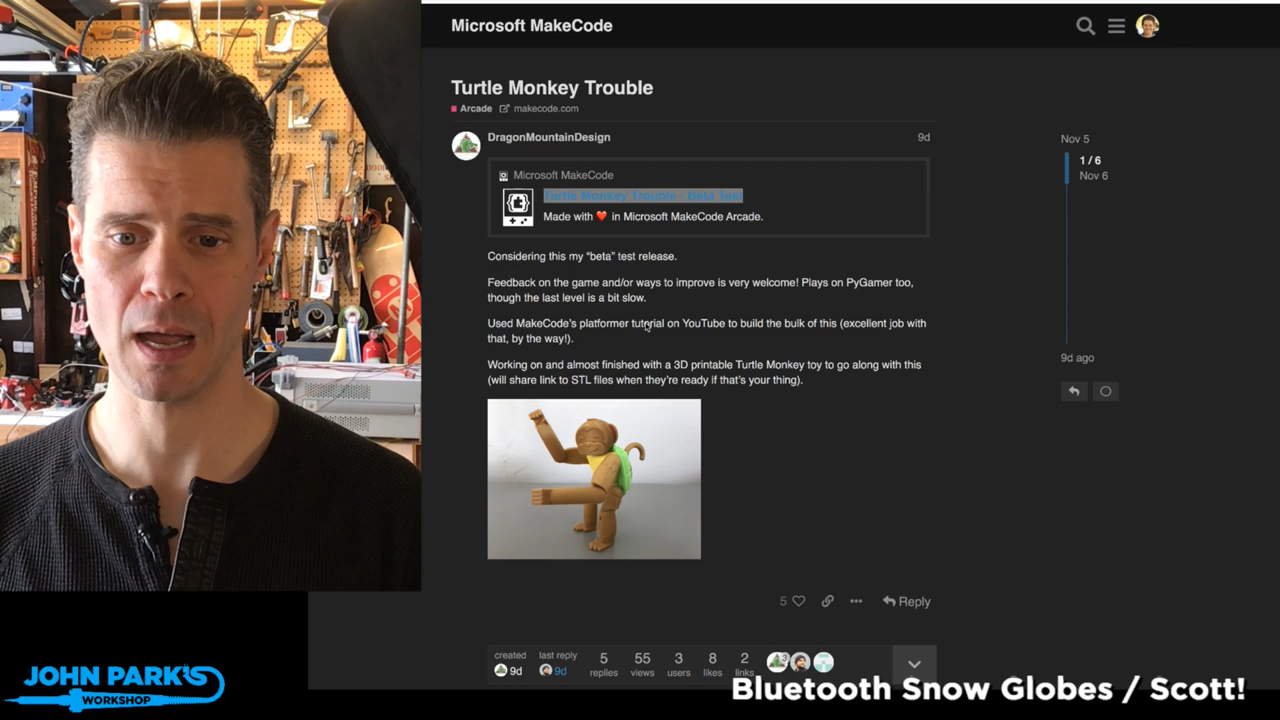 Microsoft MakeCode
Turtle Monkey Trouble
Arcade makecode.com
DragonMountainDesign 9d
Microsoft MakeCode
Turtle Monkey Trouble - Beta Test
Made with ❤️ in Microsoft MakeCode Arcade.
Considering this my “beta” test release.
Feedback on the game and/or ways to improve is very welcome! Plays on PyGamer too,
though the last level is a bit slow.
Used MakeCode’s platformer tutorial on YouTube to build the bulk of this (excellent job with
that, by the way!).
Working on and almost finished with a 3D printable Turtle Monkey toy to go along with this
(will share link to STL files when they’re ready if that’s your thing).
5
Reply
created last reply 5 55 3 8 2
9d 9d replies views users likes links
3
Nov 5
1 / 6
Nov 6
9d ago
JOHN PARK'S
WORKSHOP
Bluetooth Snow Globes / Scott!